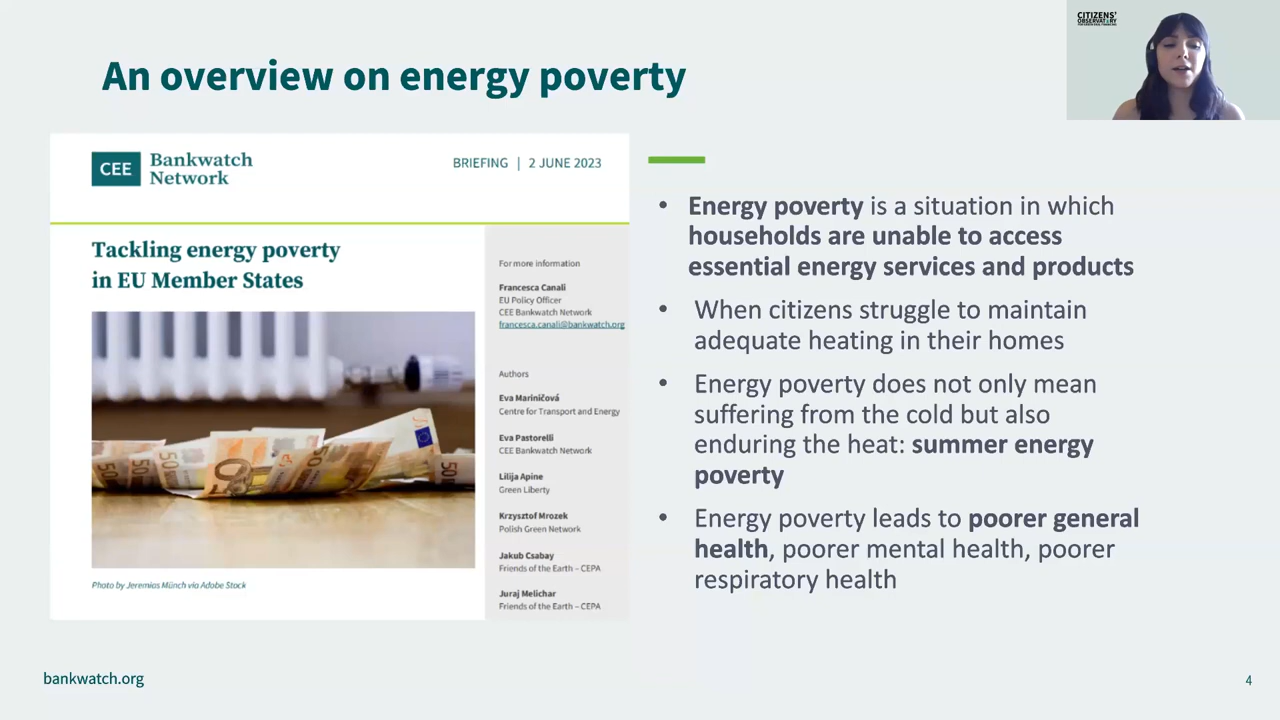 CITIZENS'
OBSERVATORY
An overview on energy poverty
CEE
Bankwatch
Network
BRIEFING | 2 JUNE 2023
Tackling energy poverty
in EU Member States
Photo by Jeremias Münch via Adobe Stock
For more information
Francesca Canali
EU Policy Officer
CEE Bankwatch Network
francesca.canali@bankwatch.org
Authors
Eva Mariničová
Centre for Transport and Energy
Eva Pastorelli
CEE Bankwatch Network
Lilija Apine
Green Liberty
Krzysztof Mrozek
Polish Green Network
Jakub Csabay
Friends of the Earth – CEPA
Juraj Melichar
Friends of the Earth – CEPA
• Energy poverty is a situation in which
households are unable to access
essential energy services and products
• When citizens struggle to maintain
adequate heating in their homes
• Energy poverty does not only mean
suffering from the cold but also
enduring the heat: summer energy
poverty
• Energy poverty leads to poorer general
health, poorer mental health, poorer
respiratory health
bankwatch.org
4